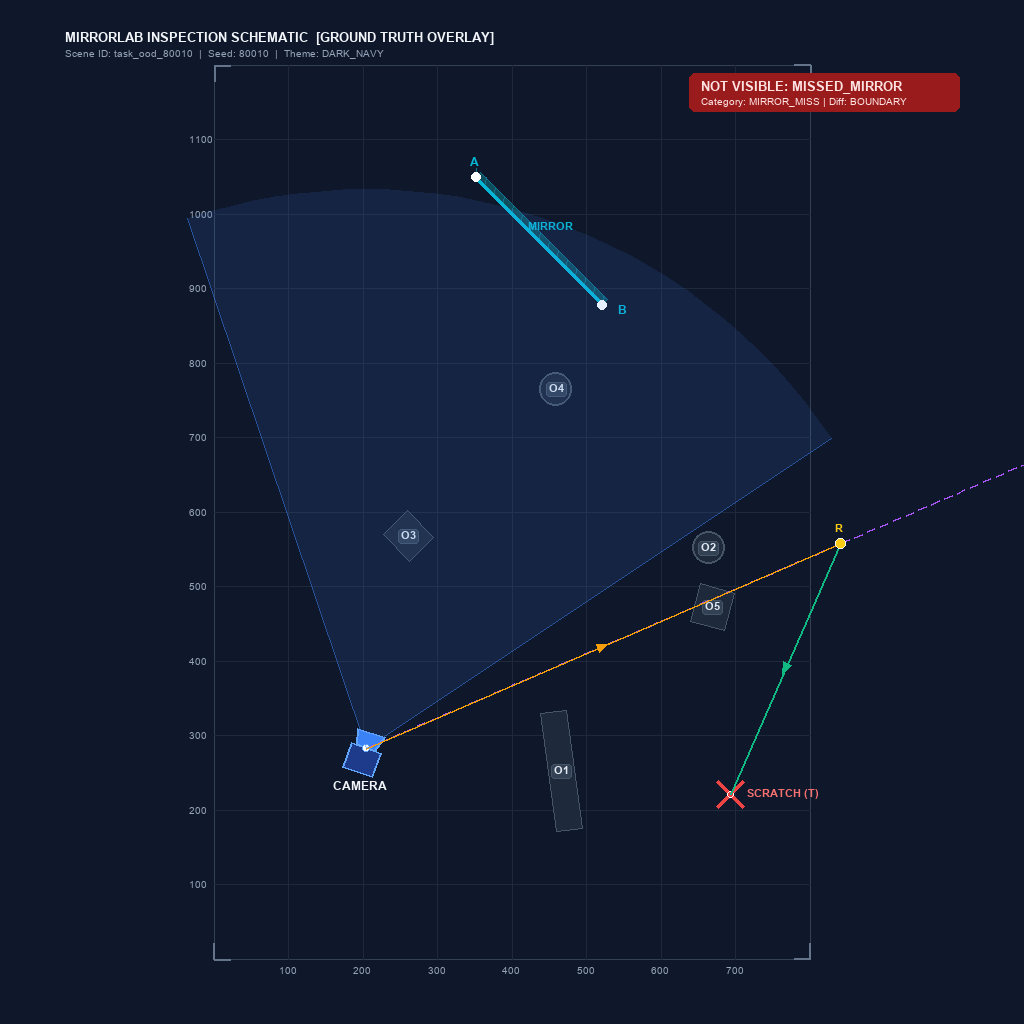 MIRRORLAB INSPECTION SCHEMATIC [GROUND TRUTH OVERLAY]
Scene ID: task_ood_80010 | Seed: 80010 | Theme: DARK_NAVY
NOT VISIBLE: MISSED_MIRROR
Category: MIRROR_MISS | Diff: BOUNDARY
1100
A
1000
MIRROR
900
B
800
O4
700
600
R
O3
O2
500
O5
400
300
O1
CAMERA
SCRATCH (T)
200
100
100 200 300 400 500 600 700